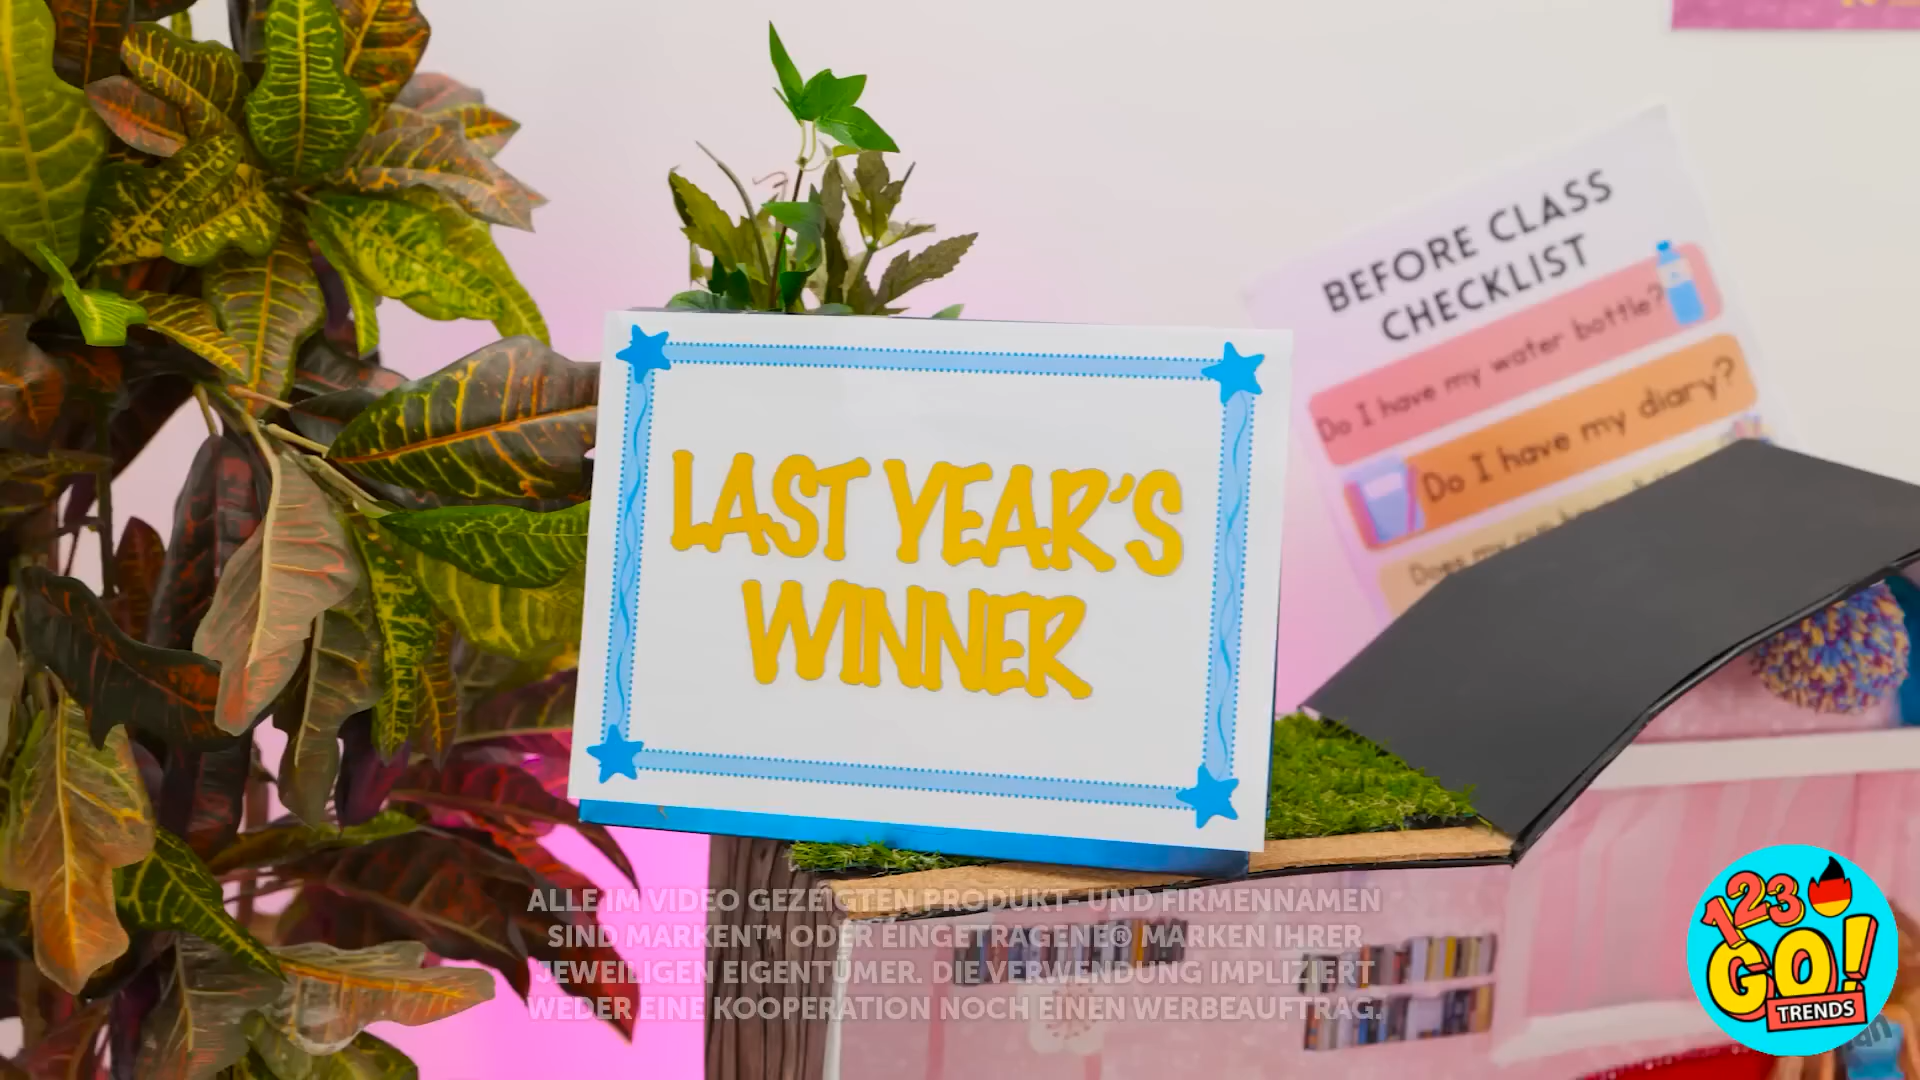 BEFORE CLASS
CHECKLIST
Do I have my water bottle?
Do I have my diary?
LAST YEAR'S
WINNER
ALLE IM VIDEO GEZEIGTEN PRODUKT- UND FIRMENNAMEN
SIND MARKEN™ ODER EINGETRAGENE® MARKEN IHRER
JEWEILIGEN EIGENTÜMER. DIE VERWENDUNG IMPLIZIERT
WEDER EINE KOOPERATION NOCH EINEN WERBEAUFTRAG.
123
GO!
TRENDS